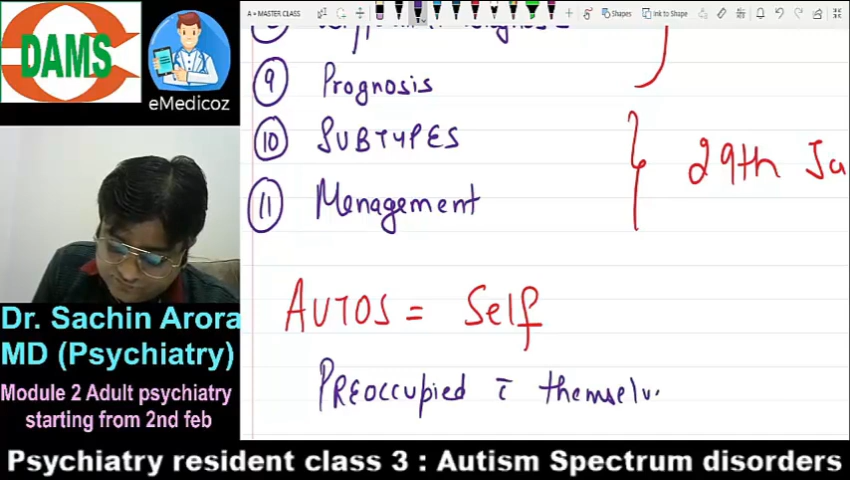 A + MASTER CLASS
Shapes
Ink to Shape
DAMS
eMedicoz
9 Prognosis
10 SUBTYPES
11 Management
29th Ja
AUTOS = Self
PREOCCUPIED c̄ themselv
Dr. Sachin Arora
MD (Psychiatry)
Module 2 Adult psychiatry
starting from 2nd feb
Psychiatry resident class 3 : Autism Spectrum disorders